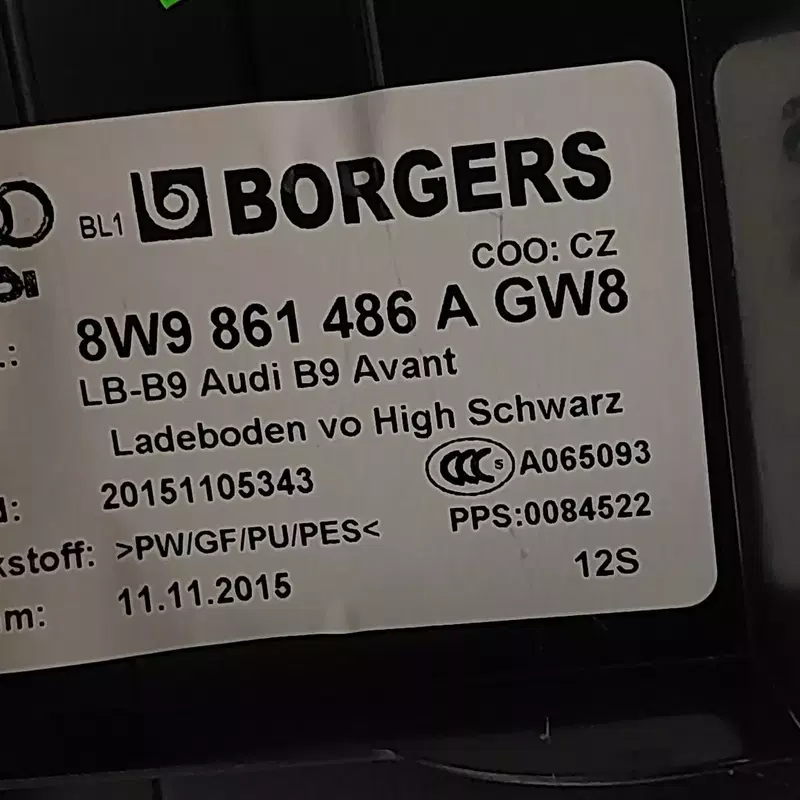 BL1 BORGERS
COO: CZ
8W9 861 486 A GW8
LB-B9 Audi B9 Avant
Ladeboden vo High Schwarz
20151105343 CCC S A065093
PPS:0084522
kstoff: >PW/GF/PU/PES<
m: 11.11.2015 12S